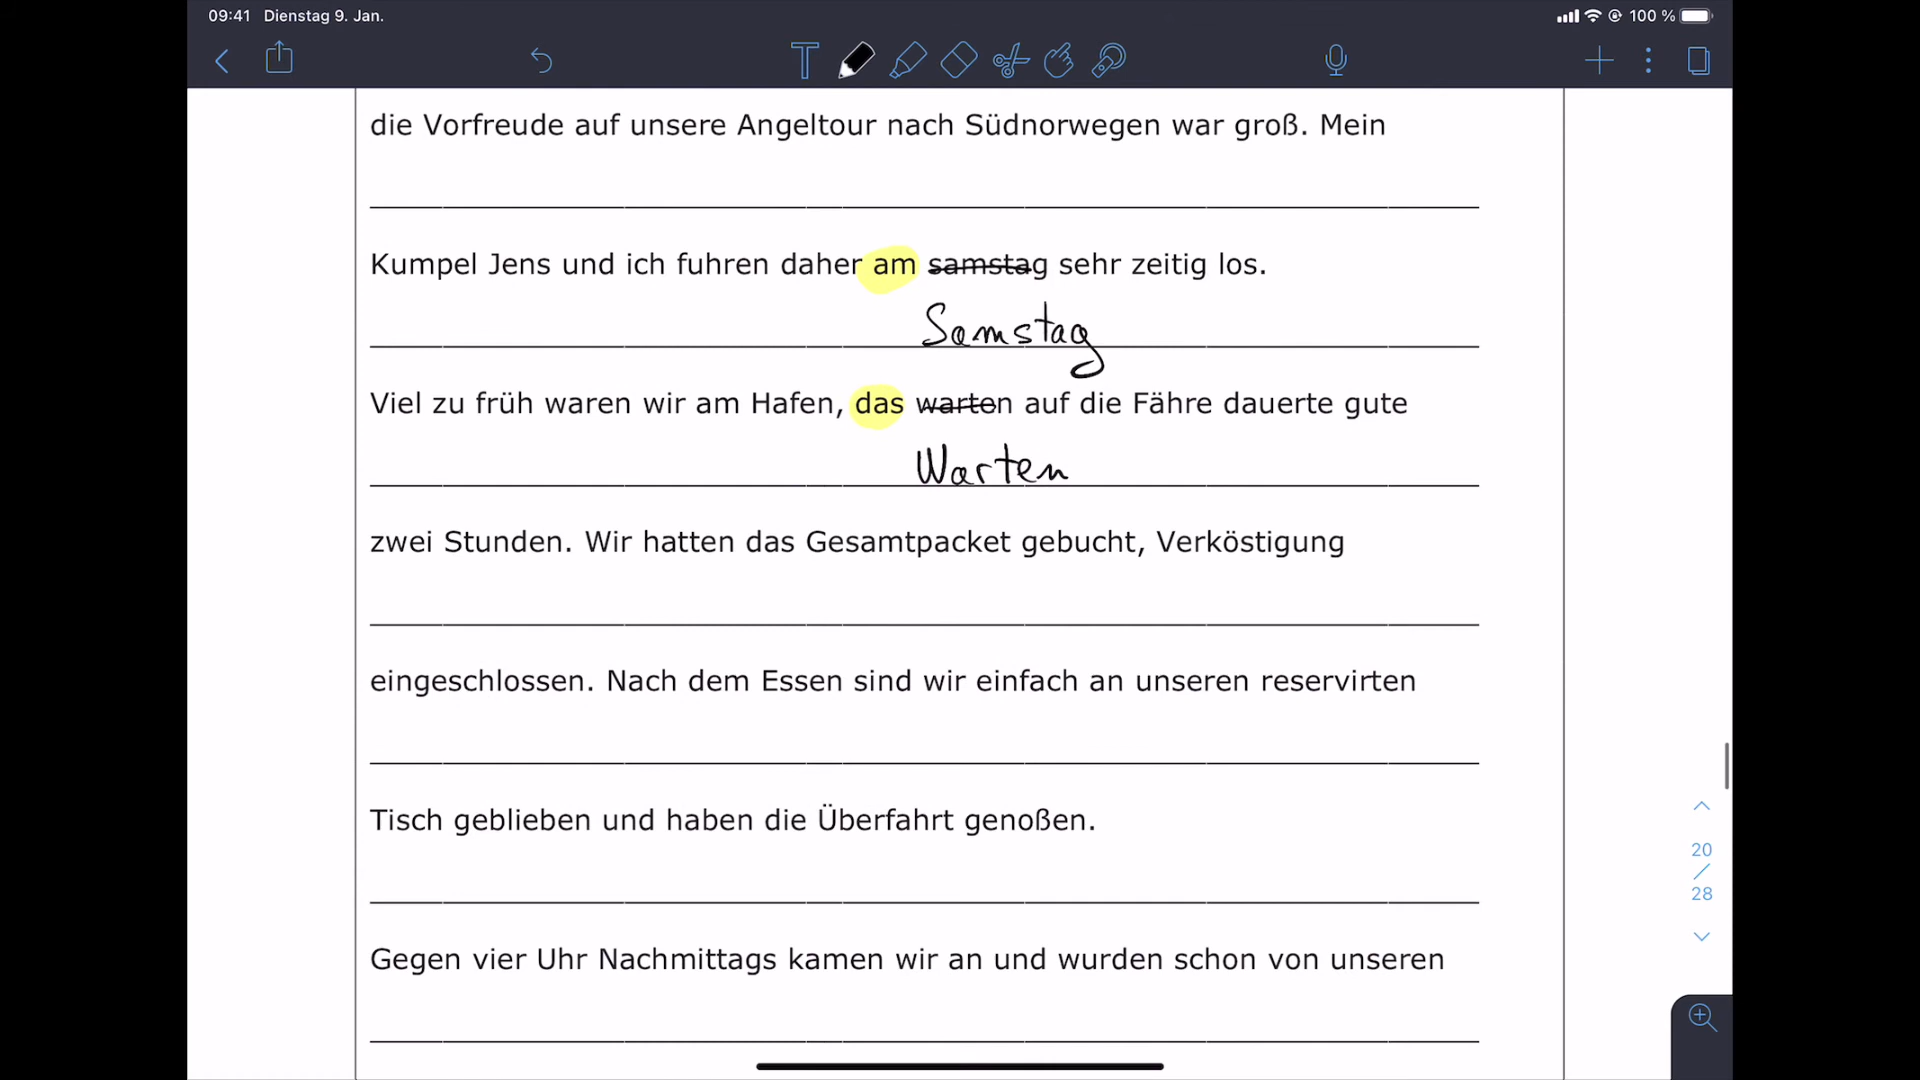 09:41 Dienstag 9. Jan.
100 %
T
die Vorfreude auf unsere Angeltour nach Südnorwegen war groß. Mein
Kumpel Jens und ich fuhren daher am samstag sehr zeitig los.
Samstag
Viel zu früh waren wir am Hafen, das warten auf die Fähre dauerte gute
Warten
zwei Stunden. Wir hatten das Gesamtpacket gebucht, Verköstigung
eingeschlossen. Nach dem Essen sind wir einfach an unseren reservirten
Tisch geblieben und haben die Überfahrt genoßen.
20
/
28
Gegen vier Uhr Nachmittags kamen wir an und wurden schon von unseren